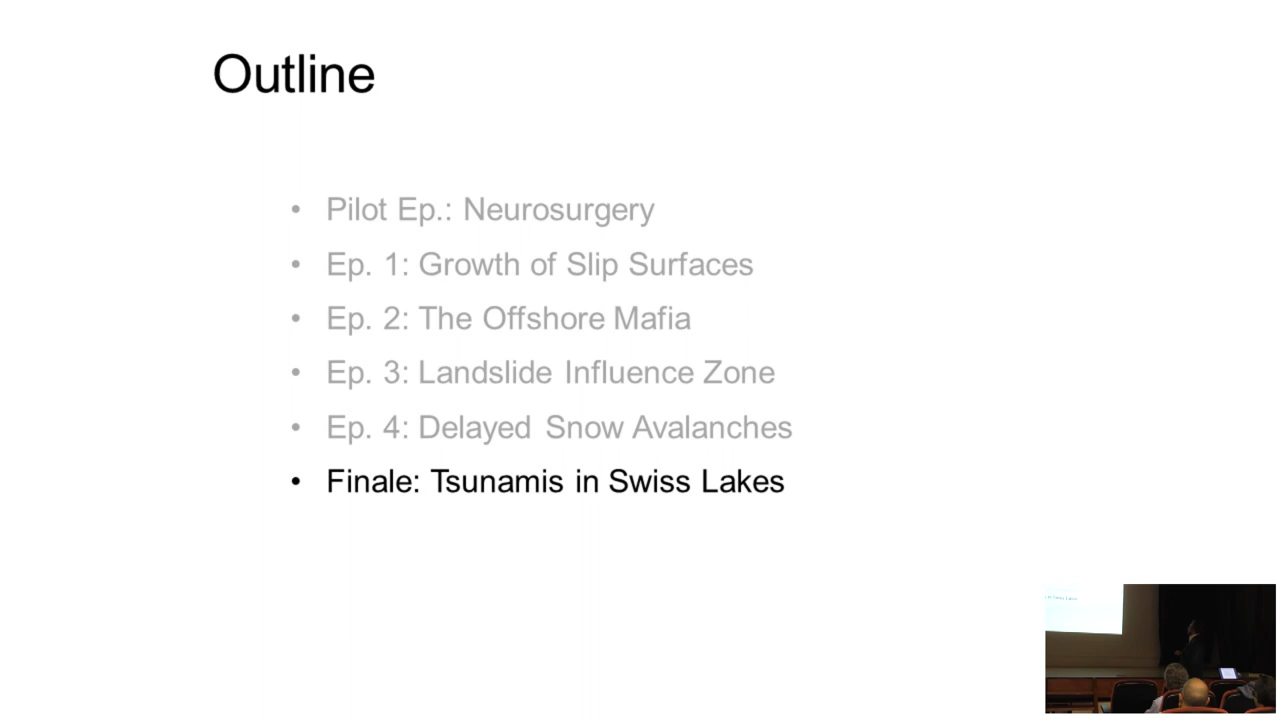 Outline
• Pilot Ep.: Neurosurgery
• Ep. 1: Growth of Slip Surfaces
• Ep. 2: The Offshore Mafia
• Ep. 3: Landslide Influence Zone
• Ep. 4: Delayed Snow Avalanches
• Finale: Tsunamis in Swiss Lakes